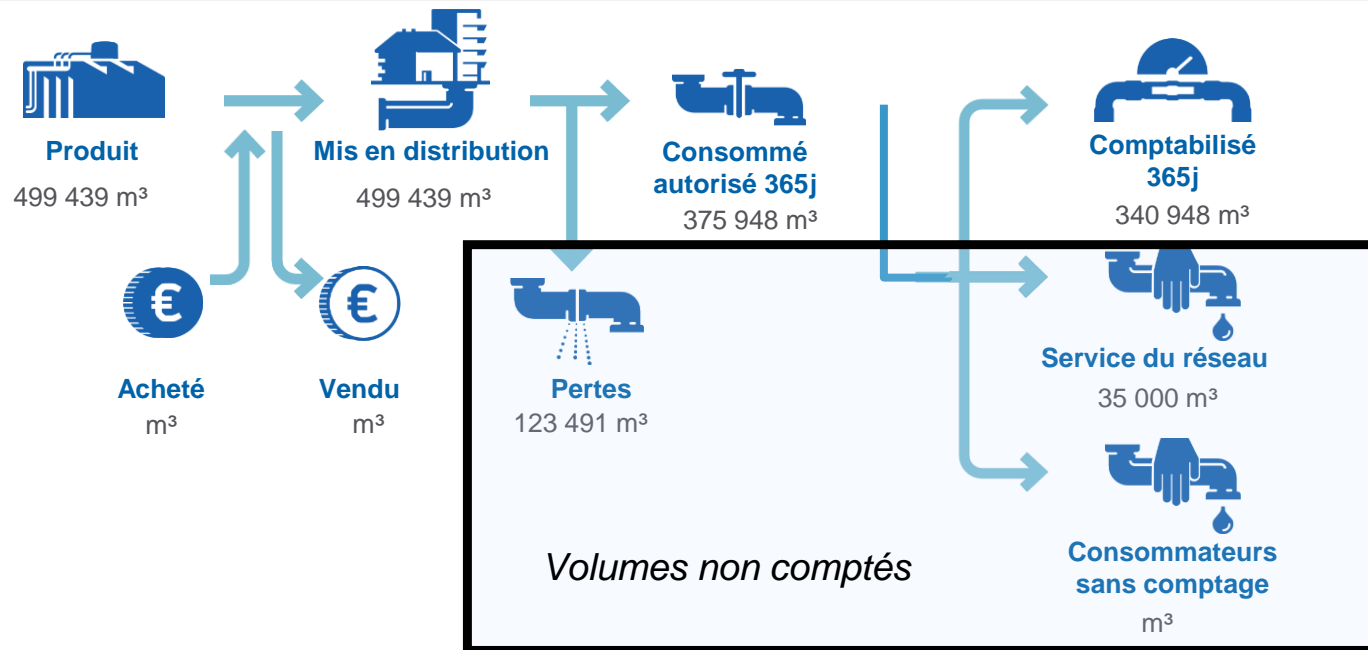 Produit
499 439 m³
Mis en distribution
499 439 m³
Consommé
autorisé 365j
375 948 m³
Comptabilisé
365j
340 948 m³
€
Acheté
m³
€
Vendu
m³
Pertes
123 491 m³
Service du réseau
35 000 m³
Volumes non comptés
Consommateurs
sans comptage
m³